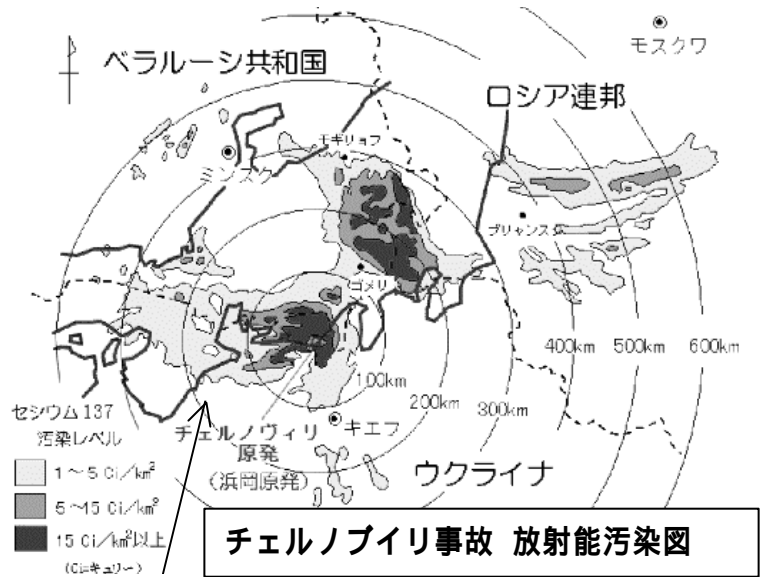 モスクワ
ベラルーシ共和国
ロシア連邦
モギリョフ
ミンスク
ブリャンスク
ゴメリ
400km 500km 600km
100km
200km
300km
セシウム137
汚染レベル
1〜5 Ci/km²
5〜15 Ci/km²
15 Ci/km²以上
(Ci=キュリー)
チェルノヴィリ
原発
(浜岡原発)
キエフ
ウクライナ
チェルノブイリ事故 放射能汚染図